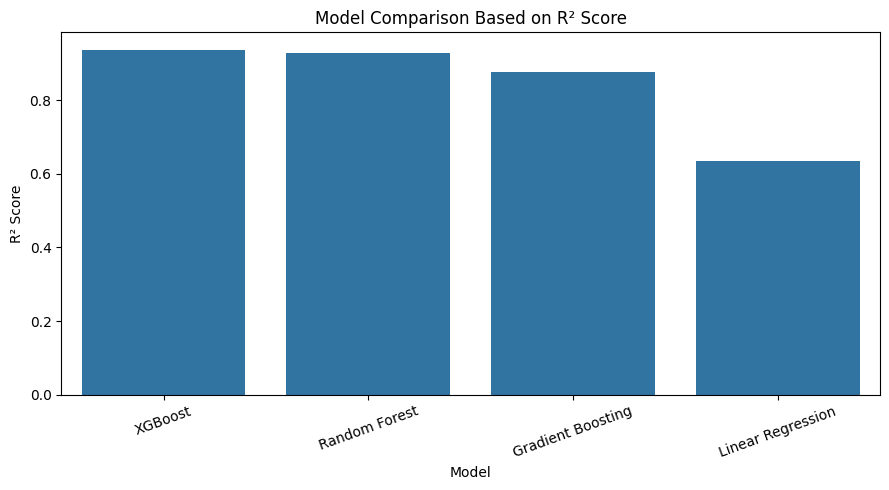 Model Comparison Based on R² Score
R² Score
0.8
0.6
0.4
0.2
0.0
XGBoost
Random Forest
Gradient Boosting
Linear Regression
Model